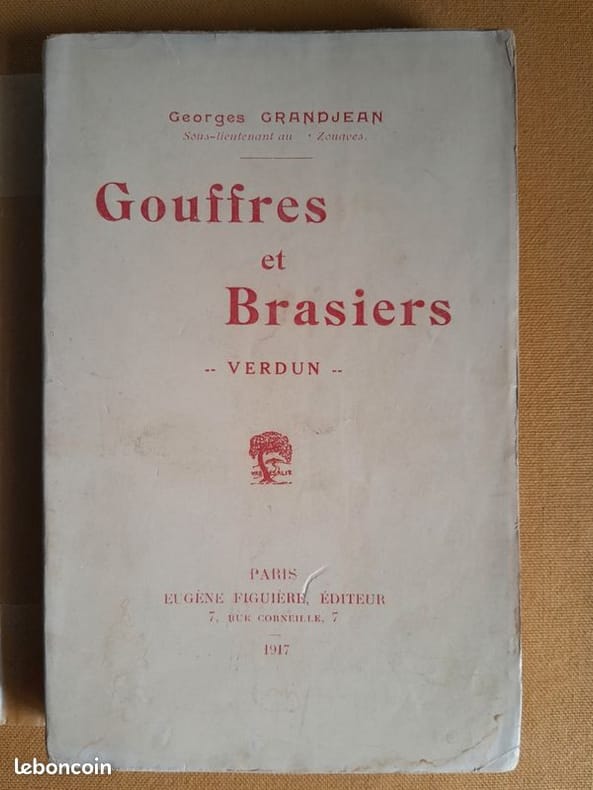 Georges GRANDJEAN
Sous-lieutenant au Zouaves.
Gouffres
et
Brasiers
-- VERDUN --
PARIS
EUGÈNE FIGUIÈRE, ÉDITEUR
7, RUE CORNEILLE, 7
1917
leboncoin